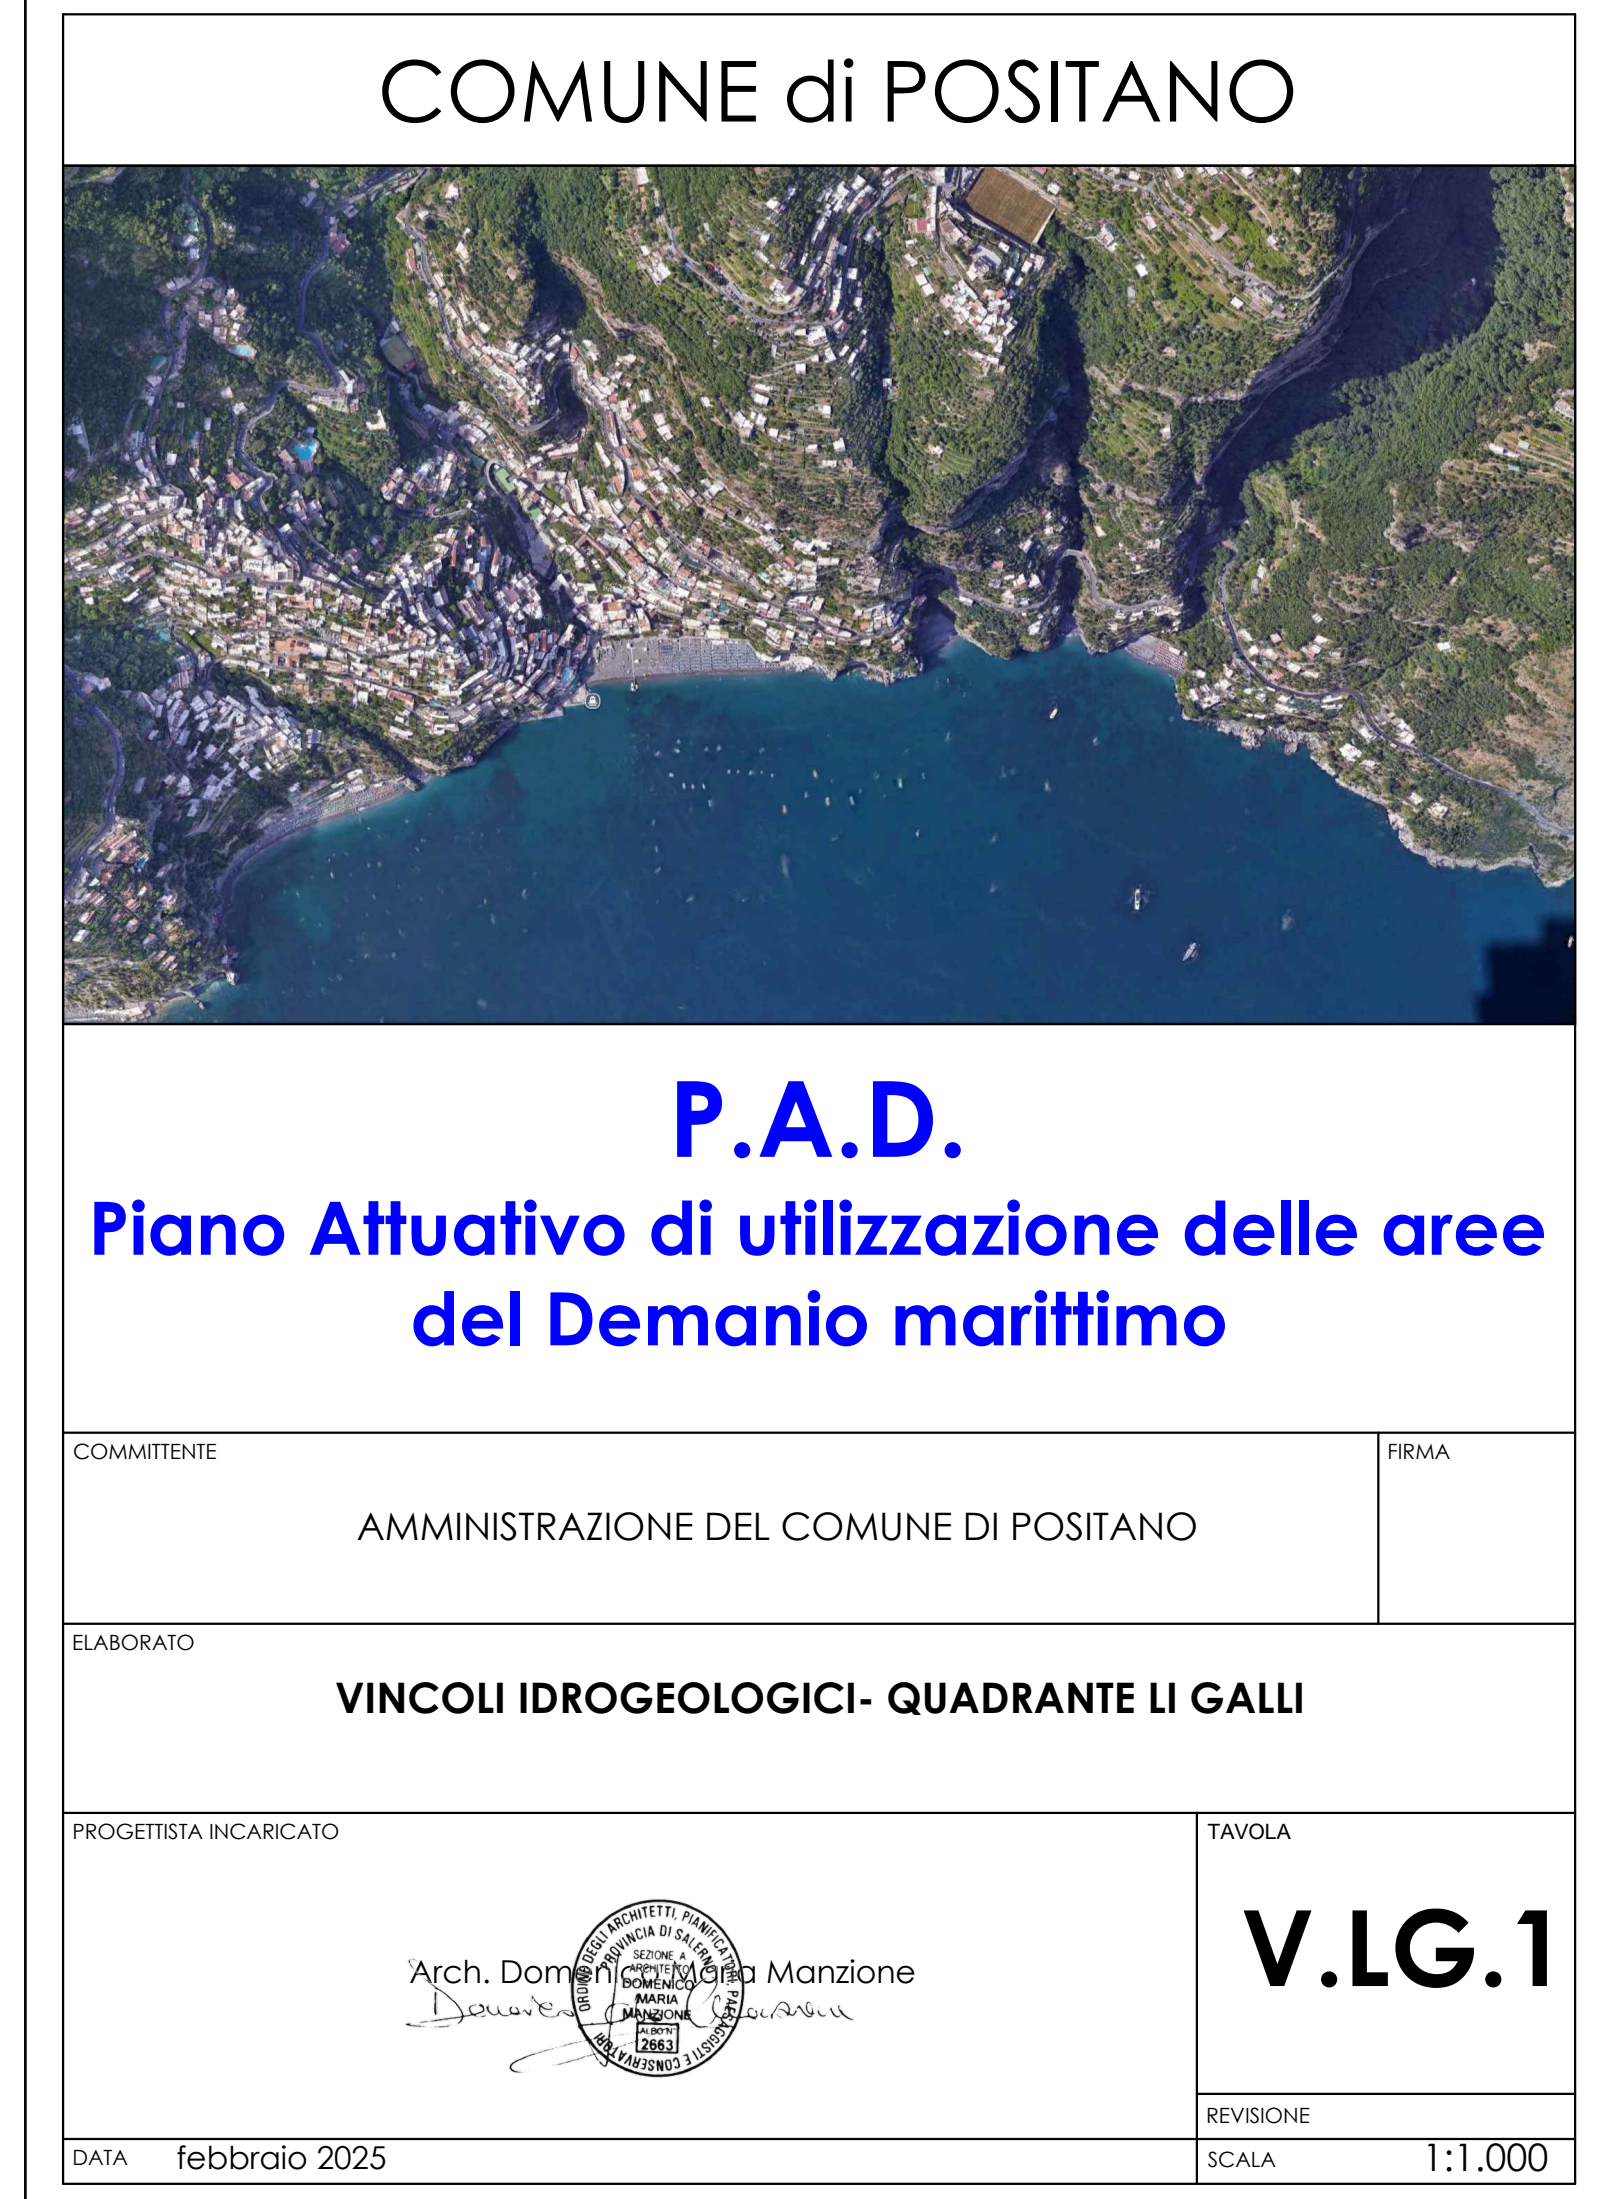 COMUNE di POSITANO
P.A.D.
Piano Attuativo di utilizzazione delle aree
del Demanio marittimo
COMMITTENTE
FIRMA
AMMINISTRAZIONE DEL COMUNE DI POSITANO
ELABORATO
VINCOLI IDROGEOLOGICI- QUADRANTE LI GALLI
PROGETTISTA INCARICATO
TAVOLA
V.LG.1
Arch. Domenico Maria Manzione
ORDINE DEGLI ARCHITETTI, PIANIFICATORI, PAESAGGISTI E CONSERVATORI
PROVINCIA DI SALERNO
SEZIONE A
ARCHITETTO
DOMENICO
MARIA
MANZIONE
ALBO N°
2663
REVISIONE
DATA febbraio 2025
SCALA 1:1.000